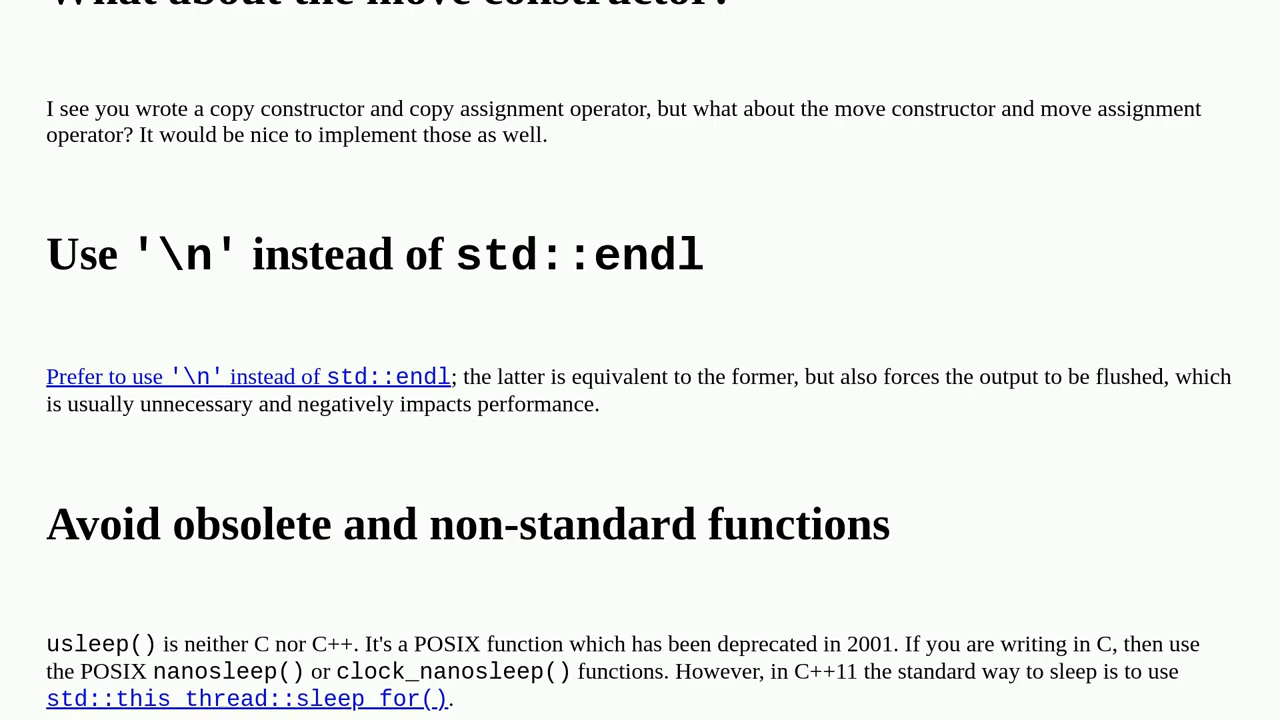 What about the move constructor?
I see you wrote a copy constructor and copy assignment operator, but what about the move constructor and move assignment
operator? It would be nice to implement those as well.
Use '\n' instead of std::endl
Prefer to use '\n' instead of std::endl; the latter is equivalent to the former, but also forces the output to be flushed, which
is usually unnecessary and negatively impacts performance.
Avoid obsolete and non-standard functions
usleep() is neither C nor C++. It's a POSIX function which has been deprecated in 2001. If you are writing in C, then use
the POSIX nanosleep() or clock_nanosleep() functions. However, in C++11 the standard way to sleep is to use
std::this_thread::sleep_for().